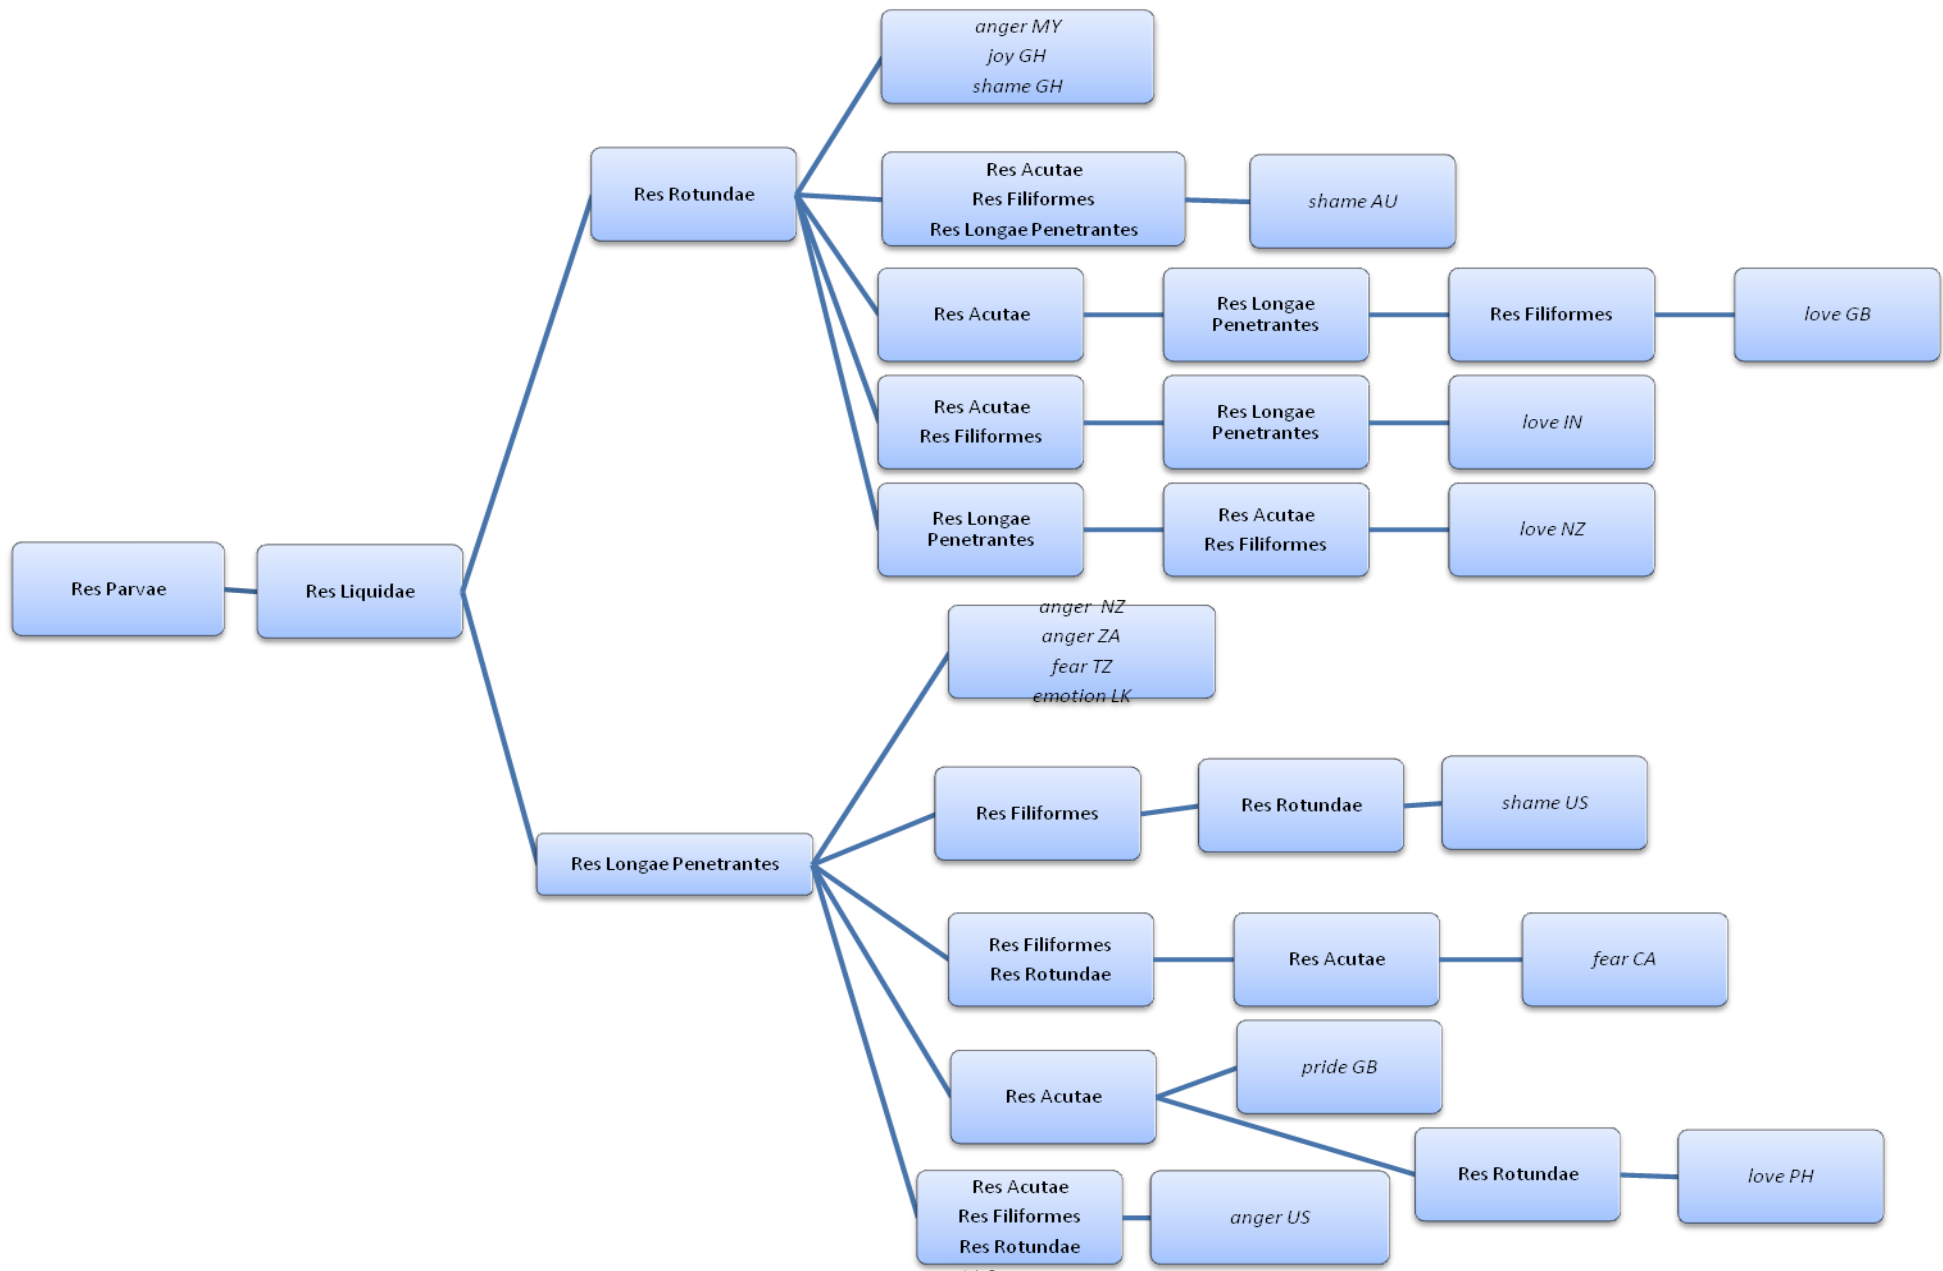 anger MY
joy GH
shame GH
Res Rotundae
Res Acutae
Res Filiformes
Res Longae Penetrantes
shame AU
Res Acutae
Res Longae
Penetrantes
Res Filiformes
love GB
Res Acutae
Res Filiformes
Res Longae
Penetrantes
love IN
Res Longae
Penetrantes
Res Acutae
Res Filiformes
love NZ
Res Parvae
Res Liquidae
anger NZ
anger ZA
fear TZ
emotion LK
Res Filiformes
Res Rotundae
shame US
Res Longae Penetrantes
Res Filiformes
Res Rotundae
Res Acutae
fear CA
Res Acutae
pride GB
Res Rotundae
love PH
Res Acutae
Res Filiformes
Res Rotundae
anger US